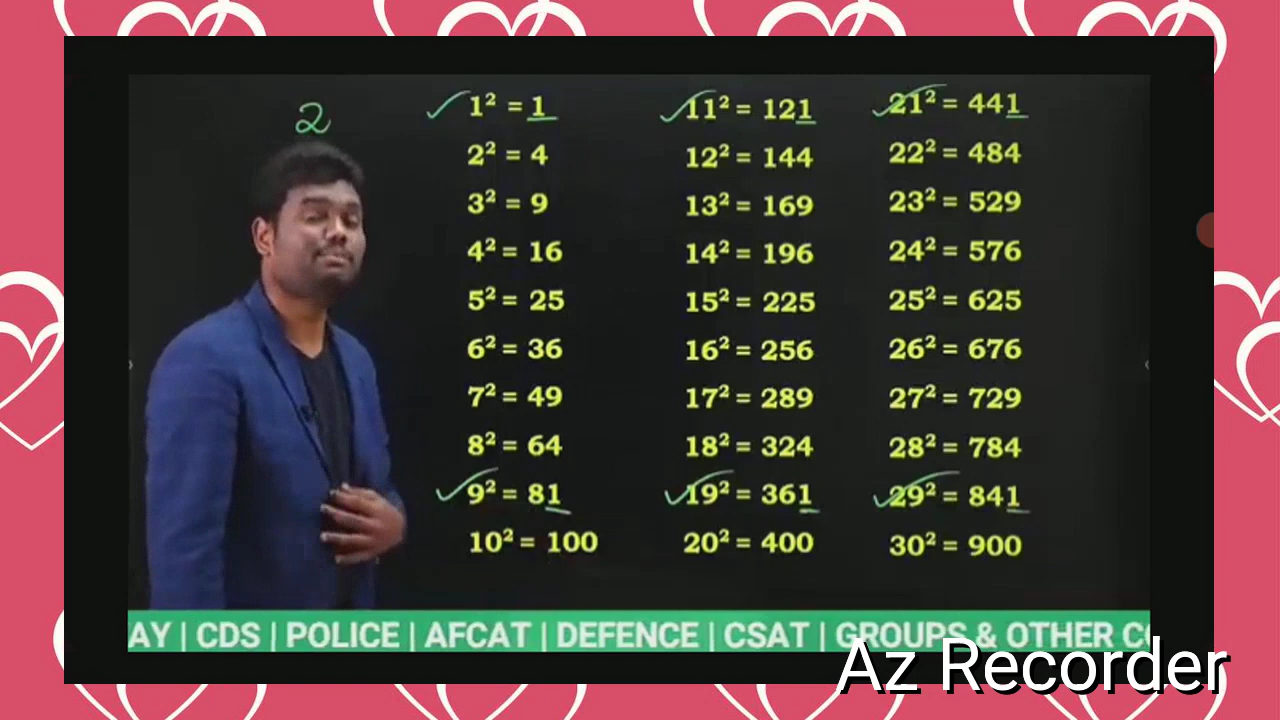 2
1² = 1 11² = 121 21² = 441
2² = 4 12² = 144 22² = 484
3² = 9 13² = 169 23² = 529
4² = 16 14² = 196 24² = 576
5² = 25 15² = 225 25² = 625
6² = 36 16² = 256 26² = 676
7² = 49 17² = 289 27² = 729
8² = 64 18² = 324 28² = 784
9² = 81 19² = 361 29² = 841
10² = 100 20² = 400 30² = 900
AY | CDS | POLICE | AFCAT | DEFENCE | CSAT | GROUPS & OTHER CO
Az Recorder